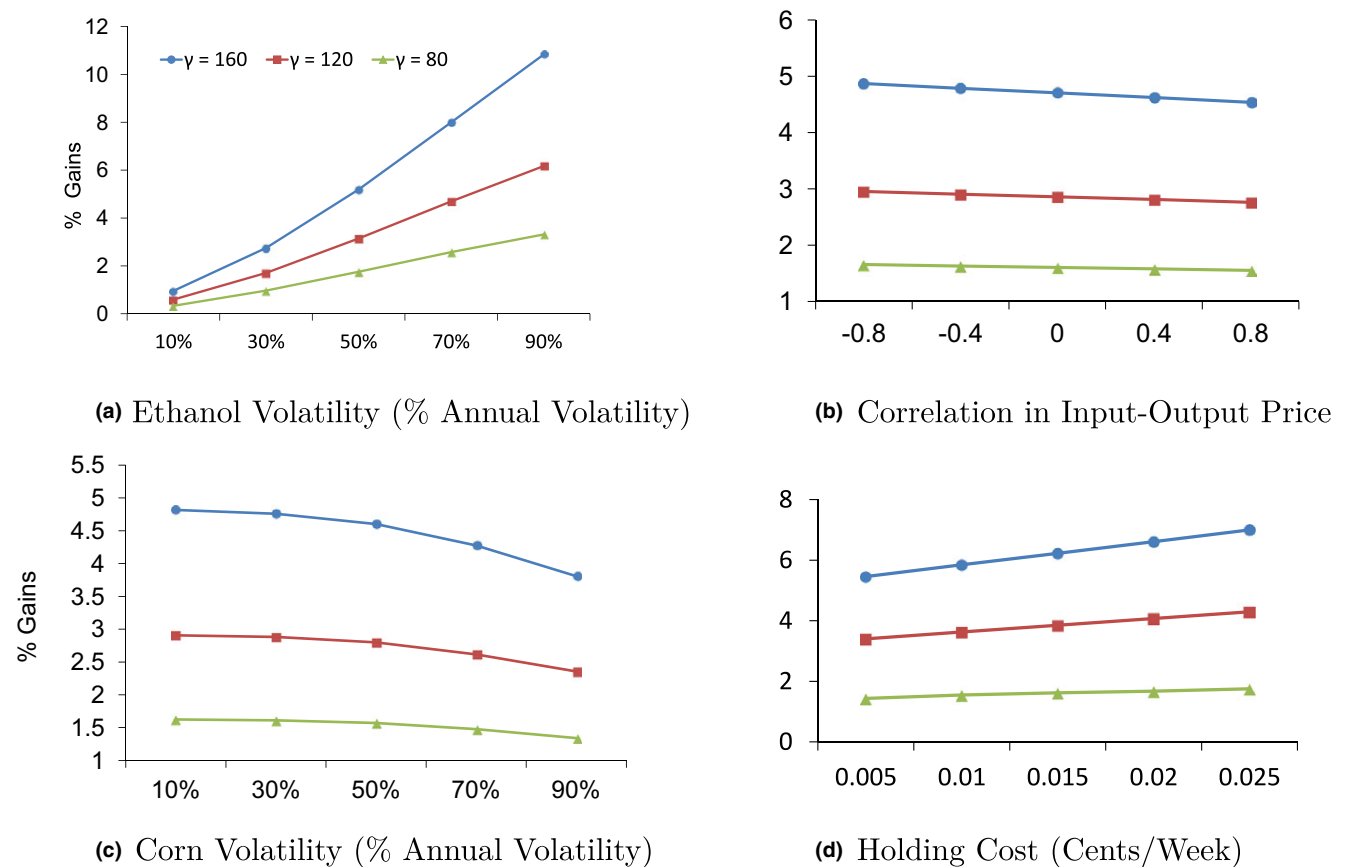 12
10
8
6
4
2
0
% Gains
γ = 160 γ = 120 γ = 80
10% 30% 50% 70% 90%
(a) Ethanol Volatility (% Annual Volatility)
6
5
4
3
2
1
-0.8 -0.4 0 0.4 0.8
(b) Correlation in Input-Output Price
5.5
5
4.5
4
3.5
3
2.5
2
1.5
1
% Gains
10% 30% 50% 70% 90%
(c) Corn Volatility (% Annual Volatility)
8
6
4
2
0
0.005 0.01 0.015 0.02 0.025
(d) Holding Cost (Cents/Week)